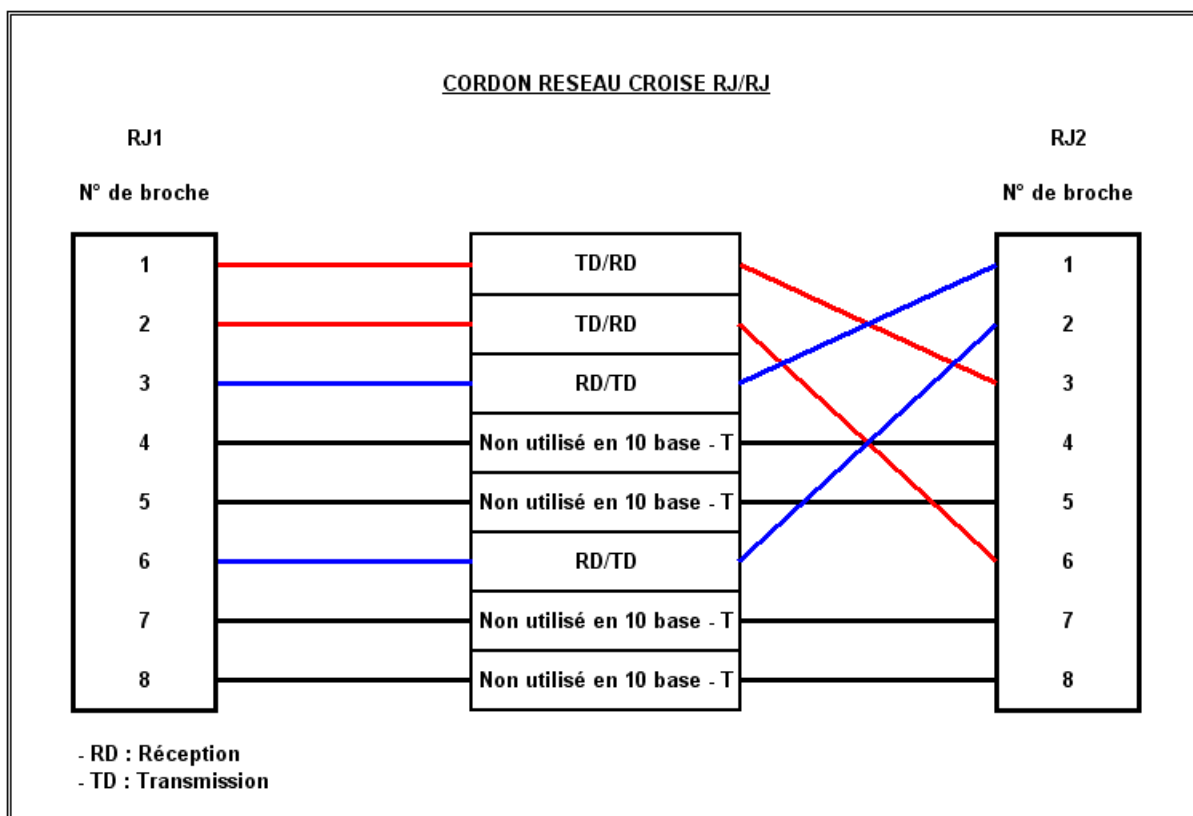 CORDON RESEAU CROISE RJ/RJ
RJ1 RJ2
N° de broche N° de broche
1 TD/RD 1
2 TD/RD 2
3 RD/TD 3
4 Non utilisé en 10 base - T 4
5 Non utilisé en 10 base - T 5
6 RD/TD 6
7 Non utilisé en 10 base - T 7
8 Non utilisé en 10 base - T 8
- RD : Réception
- TD : Transmission